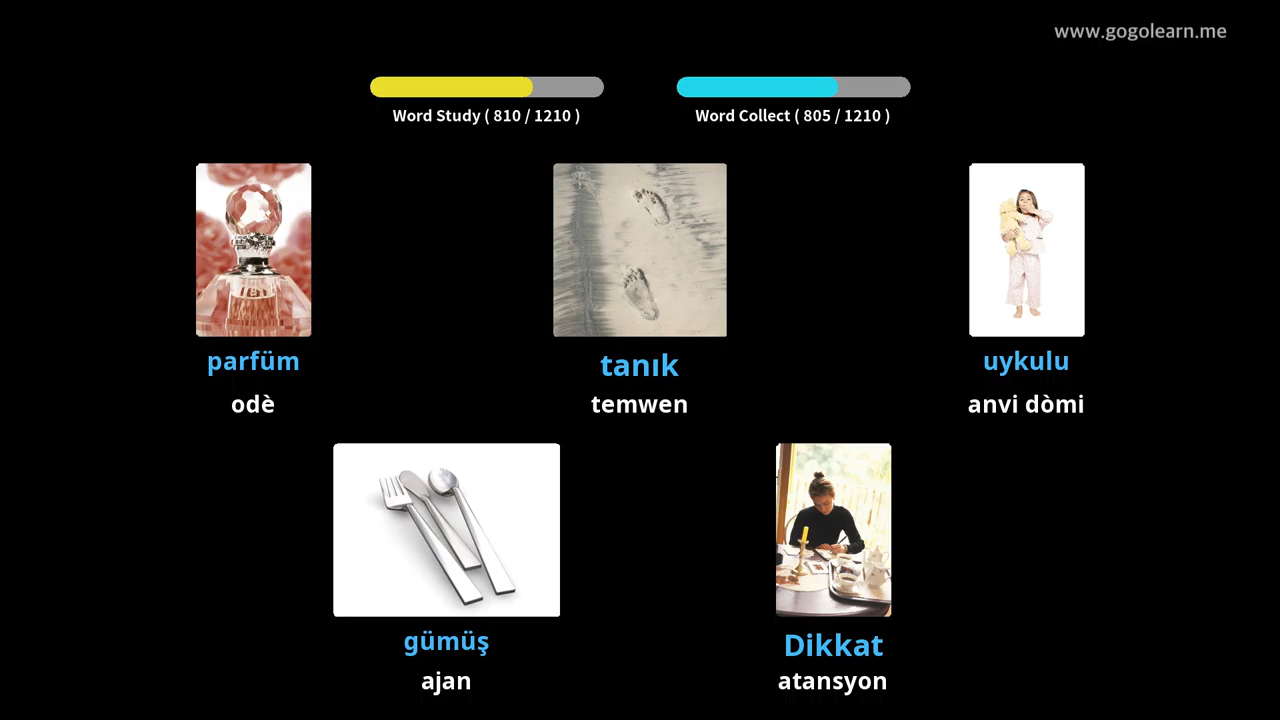 www.gogolearn.me
Word Study ( 810 / 1210 )
Word Collect ( 805 / 1210 )
parfüm
odè
tanık
temwen
uykulu
anvi dòmi
gümüş
ajan
Dikkat
atansyon